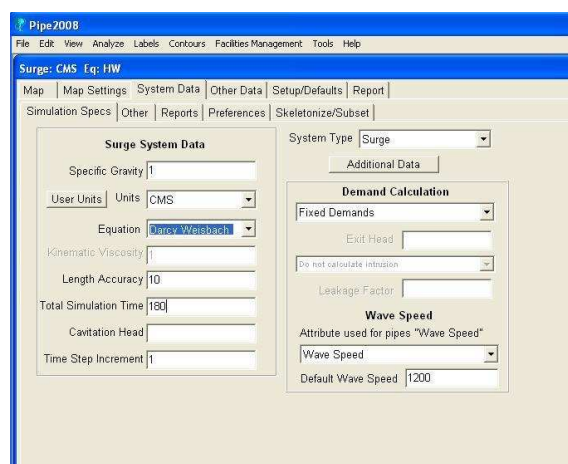 Pipe2008
File Edit View Analyze Labels Contours Facilities Management Tools Help
Surge: CMS Eq: HW
Map Map Settings System Data Other Data Setup/Defaults Report
Simulation Specs Other Reports Preferences Skeletonize/Subset
Surge System Data
Specific Gravity 1
User Units Units CMS
Equation Darcy Weisbach
Kinematic Viscosity 1
Length Accuracy 10
Total Simulation Time 180
Cavitation Head
Time Step Increment 1
System Type Surge
Additional Data
Demand Calculation
Fixed Demands
Exit Head
Do not calculate intrusion
Leakage Factor
Wave Speed
Attribute used for pipes "Wave Speed"
Wave Speed
Default Wave Speed 1200